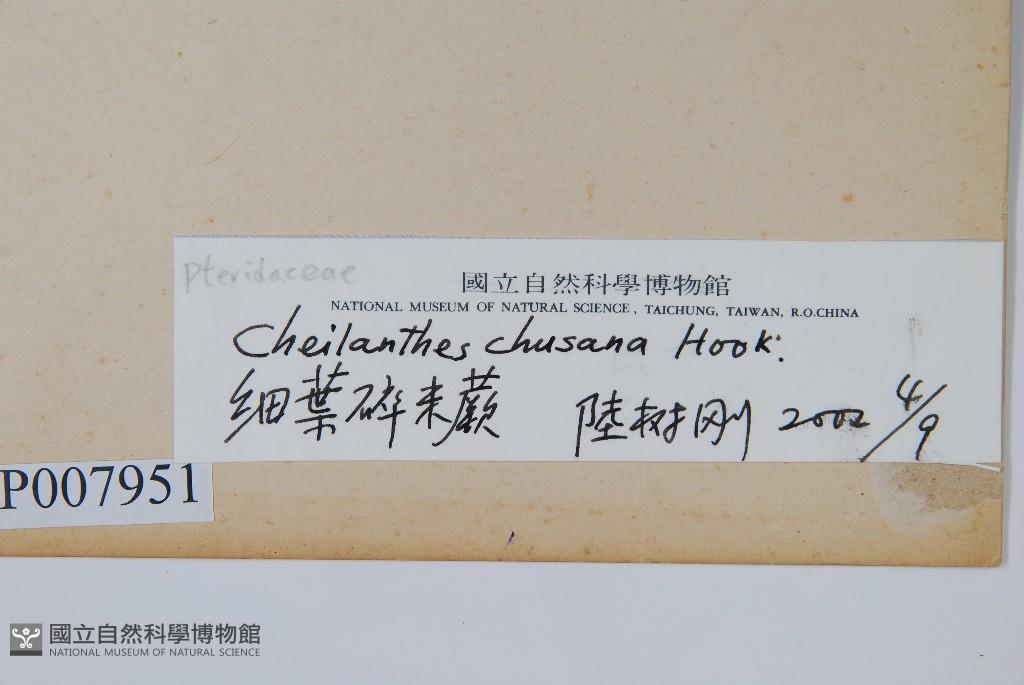 Pteridaceae
國立自然科學博物館
NATIONAL MUSEUM OF NATURAL SCIENCE, TAICHUNG, TAIWAN, R.O.CHINA
Cheilanthes chusana Hook.
細葉碎米蕨 陸樹剛 2002 4/9
P007951
國立自然科學博物館
NATIONAL MUSEUM OF NATURAL SCIENCE